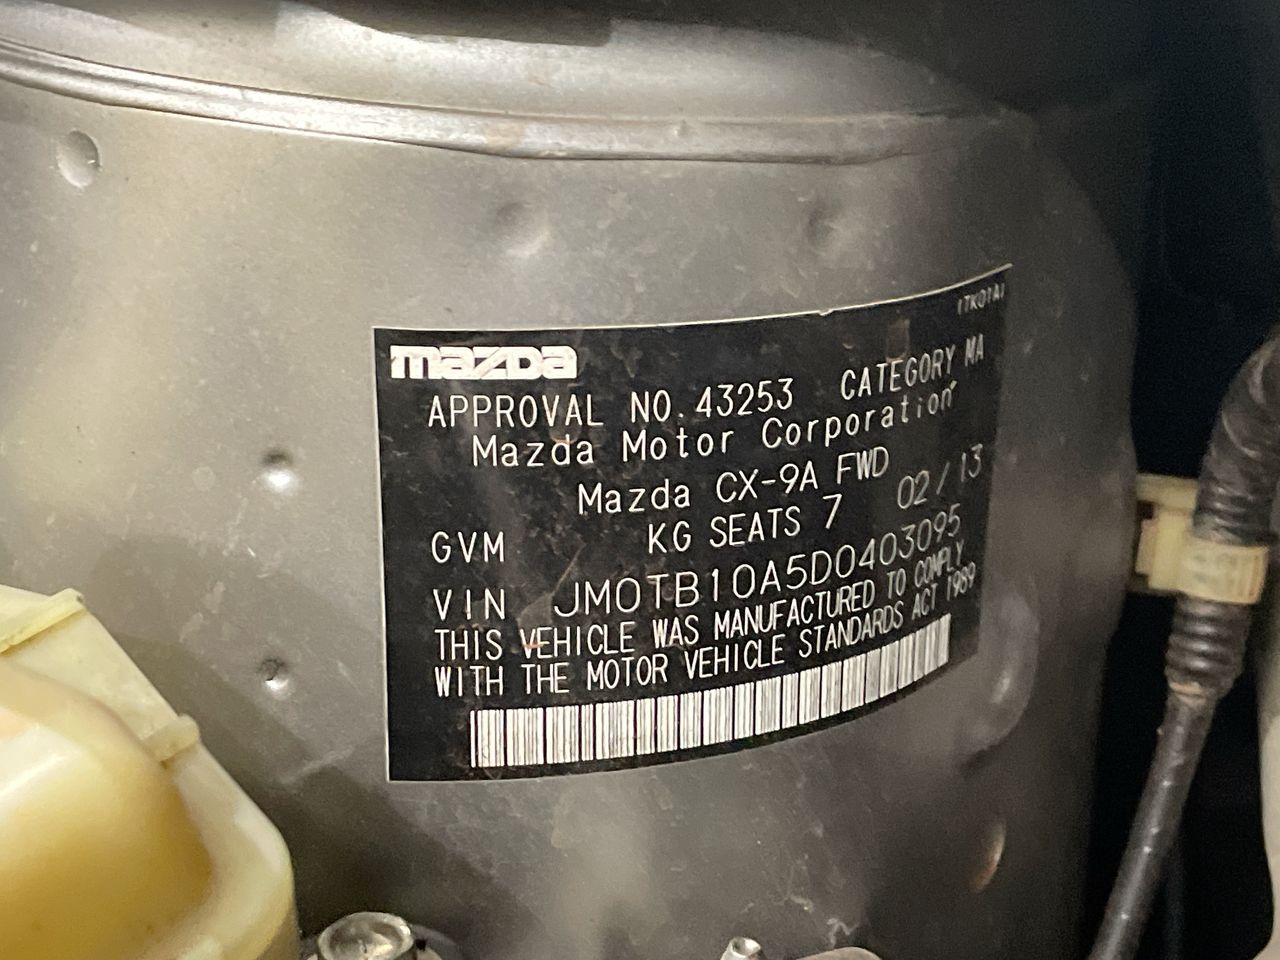 (TK01A)
mazda
APPROVAL NO. 43253 CATEGORY MA
Mazda Motor Corporation
Mazda CX-9A FWD
GVM KG SEATS 7 02/13
VIN JM0TB10A5D0403095
THIS VEHICLE WAS MANUFACTURED TO COMPLY
WITH THE MOTOR VEHICLE STANDARDS ACT 1989